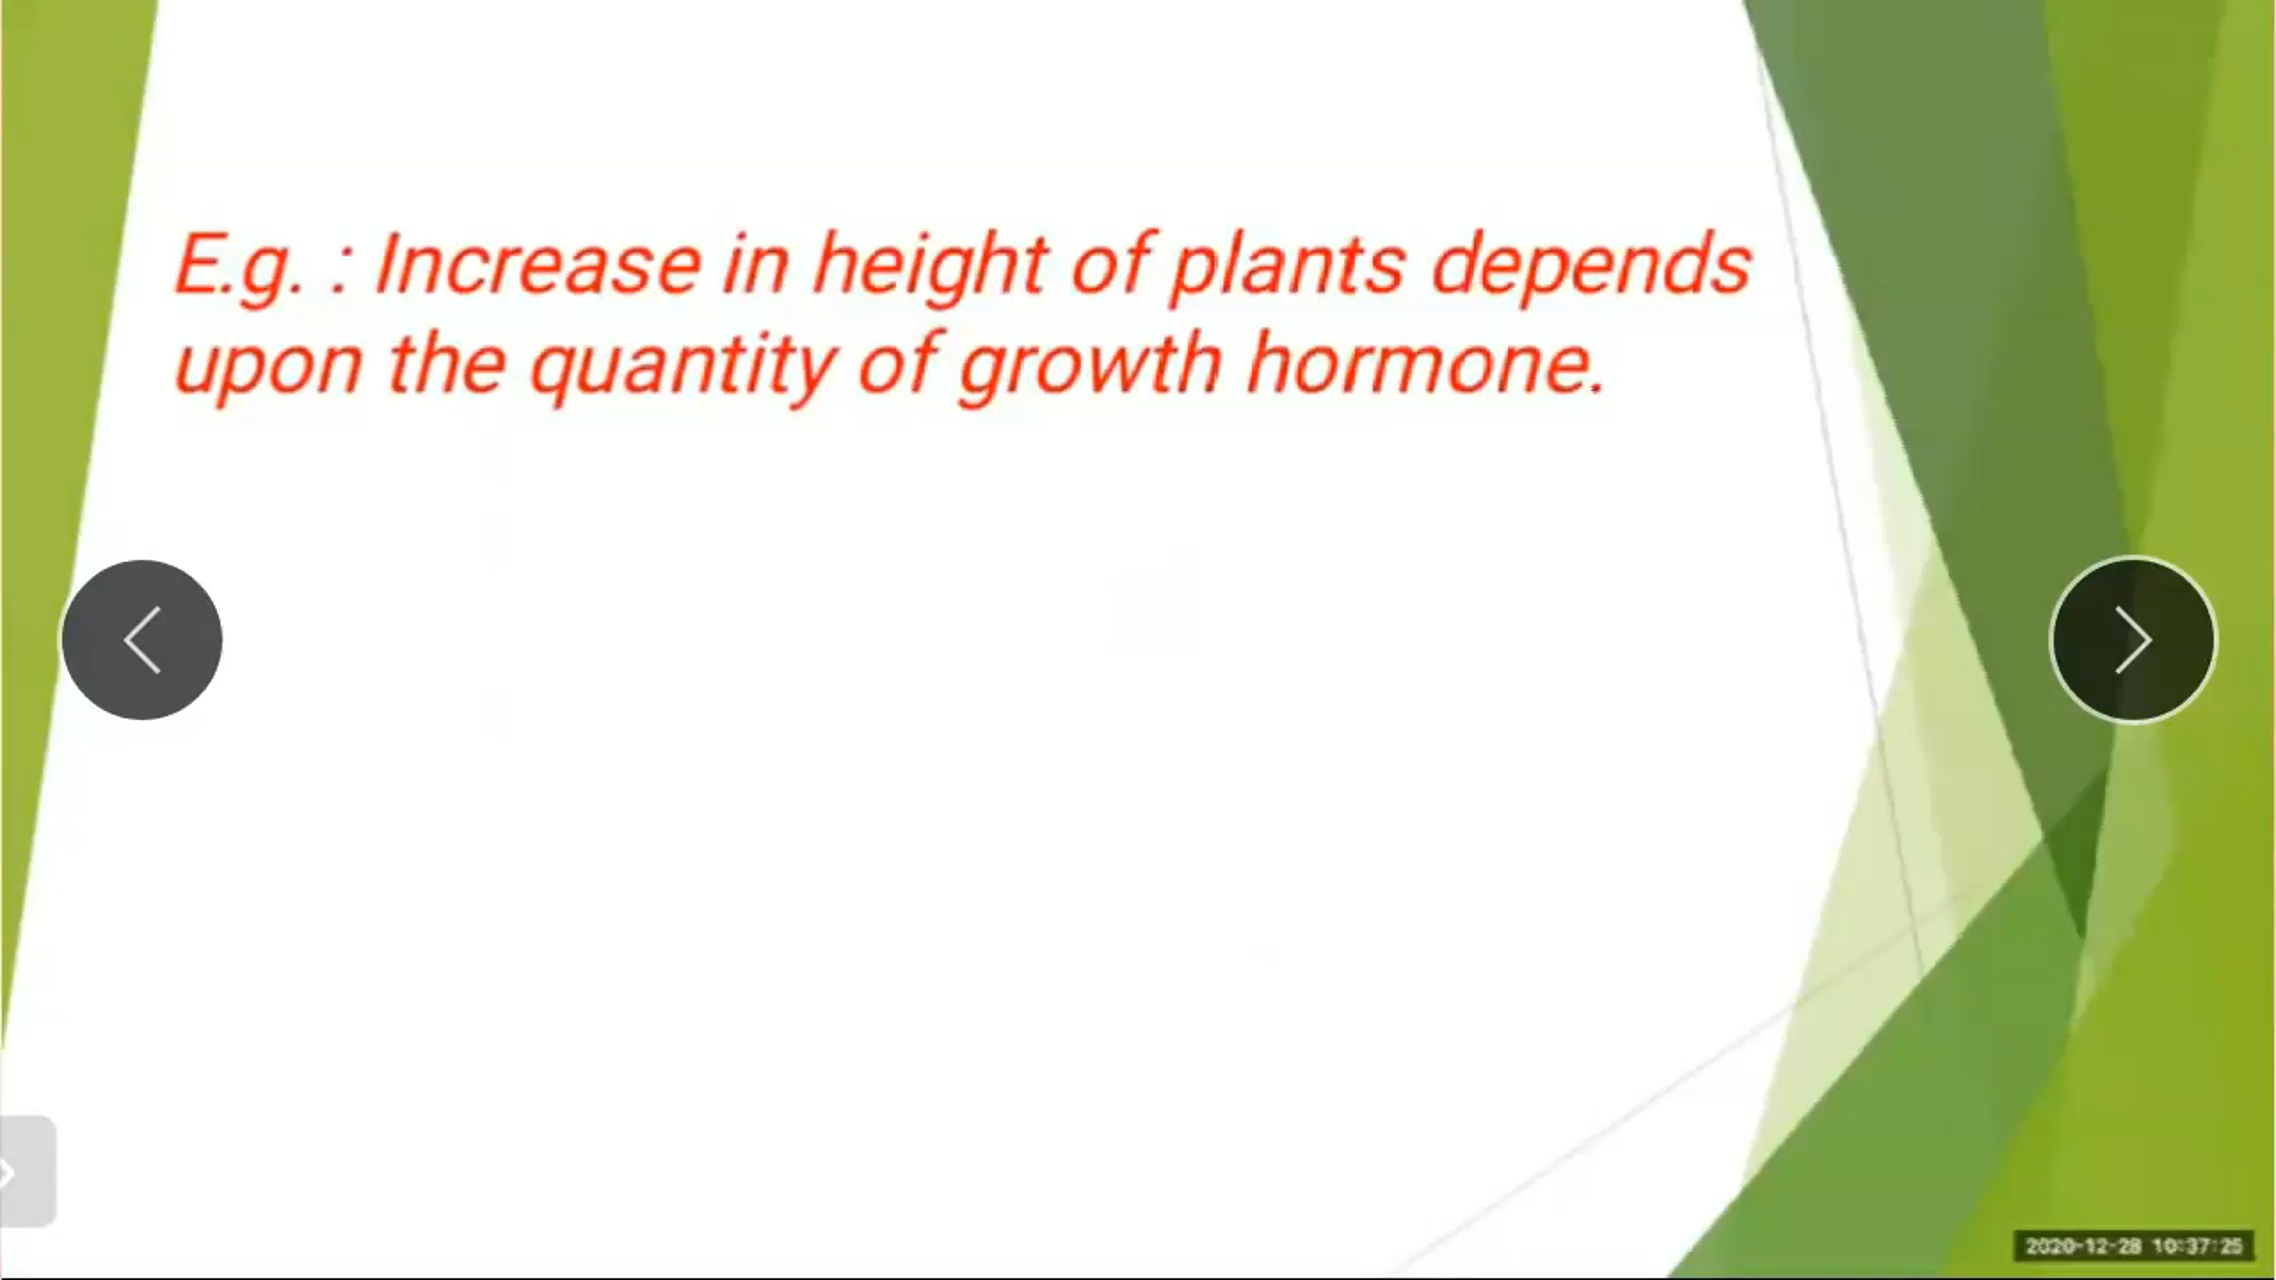 E.g. : Increase in height of plants depends
upon the quantity of growth hormone.
2020-12-28 10:37:25